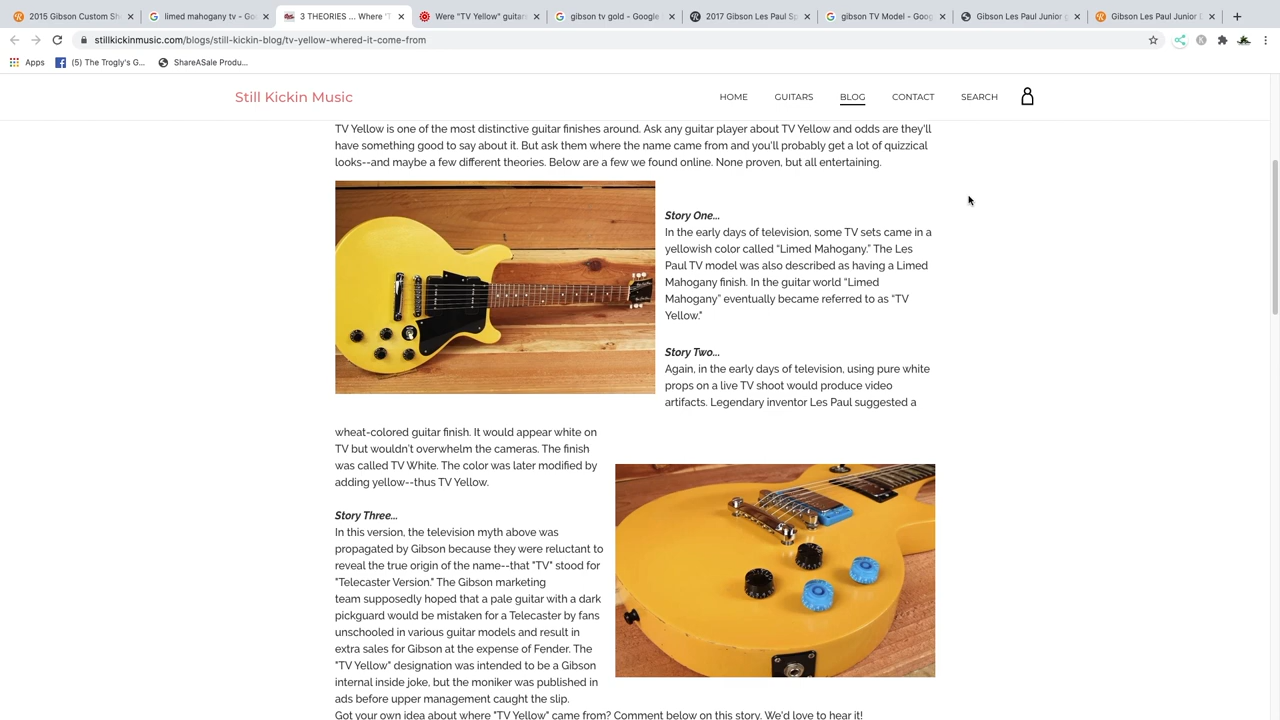 2015 Gibson Custom Sh
limed mahogany tv - Go
3 THEORIES ... Where 'T
Were "TV Yellow" guitar
gibson tv gold - Google
2017 Gibson Les Paul Sp
gibson TV Model - Goog
Gibson Les Paul Junior
Gibson Les Paul Junior
stillkickinmusic.com/blogs/still-kickin-blog/tv-yellow-whered-it-come-from
Apps
(5) The Trogly's G...
ShareASale Produ...
Still Kickin Music
HOME
GUITARS
BLOG
CONTACT
SEARCH
TV Yellow is one of the most distinctive guitar finishes around. Ask any guitar player about TV Yellow and odds are they'll
have something good to say about it. But ask them where the name came from and you'll probably get a lot of quizzical
looks--and maybe a few different theories. Below are a few we found online. None proven, but all entertaining.
Story One...
In the early days of television, some TV sets came in a
yellowish color called “Limed Mahogany.” The Les
Paul TV model was also described as having a Limed
Mahogany finish. In the guitar world “Limed
Mahogany” eventually became referred to as “TV
Yellow."
Story Two...
Again, in the early days of television, using pure white
props on a live TV shoot would produce video
artifacts. Legendary inventor Les Paul suggested a
wheat-colored guitar finish. It would appear white on
TV but wouldn't overwhelm the cameras. The finish
was called TV White. The color was later modified by
adding yellow--thus TV Yellow.
Story Three...
In this version, the television myth above was
propagated by Gibson because they were reluctant to
reveal the true origin of the name--that "TV" stood for
"Telecaster Version." The Gibson marketing
team supposedly hoped that a pale guitar with a dark
pickguard would be mistaken for a Telecaster by fans
unschooled in various guitar models and result in
extra sales for Gibson at the expense of Fender. The
"TV Yellow" designation was intended to be a Gibson
internal inside joke, but the moniker was published in
ads before upper management caught the slip.
Got your own idea about where "TV Yellow" came from? Comment below on this story. We'd love to hear it!